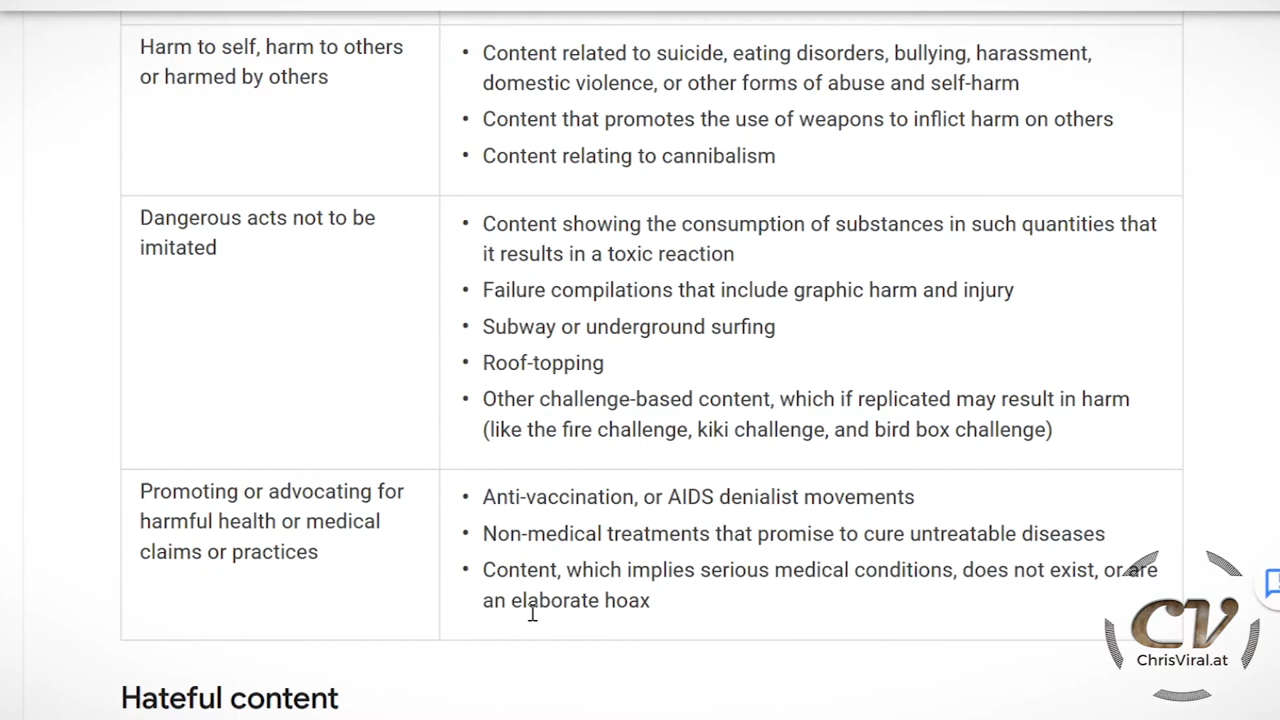 Harm to self, harm to others
or harmed by others
• Content related to suicide, eating disorders, bullying, harassment,
domestic violence, or other forms of abuse and self-harm
• Content that promotes the use of weapons to inflict harm on others
• Content relating to cannibalism
Dangerous acts not to be
imitated
• Content showing the consumption of substances in such quantities that
it results in a toxic reaction
• Failure compilations that include graphic harm and injury
• Subway or underground surfing
• Roof-topping
• Other challenge-based content, which if replicated may result in harm
(like the fire challenge, kiki challenge, and bird box challenge)
Promoting or advocating for
harmful health or medical
claims or practices
• Anti-vaccination, or AIDS denialist movements
• Non-medical treatments that promise to cure untreatable diseases
• Content, which implies serious medical conditions, does not exist, or are
an elaborate hoax
CV
ChrisViral.at
Hateful content